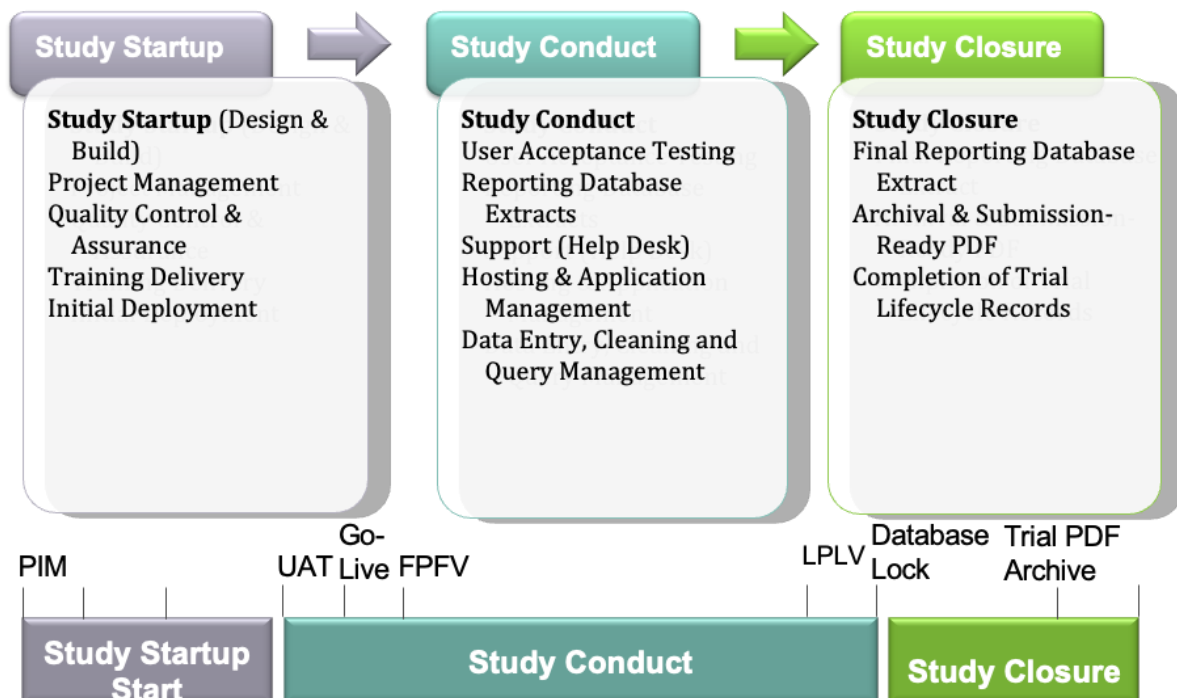 Study Startup
Study Conduct
Study Closure
Study Startup (Design &
Build)
Project Management
Quality Control &
Assurance
Training Delivery
Initial Deployment
Study Conduct
User Acceptance Testing
Reporting Database
Extracts
Support (Help Desk)
Hosting & Application
Management
Data Entry, Cleaning and
Query Management
Study Closure
Final Reporting Database
Extract
Archival & Submission-
Ready PDF
Completion of Trial
Lifecycle Records
PIM
UAT
Go-
Live
FPFV
LPLV
Database
Lock
Trial PDF
Archive
Study Startup
Start
Study Conduct
Study Closure